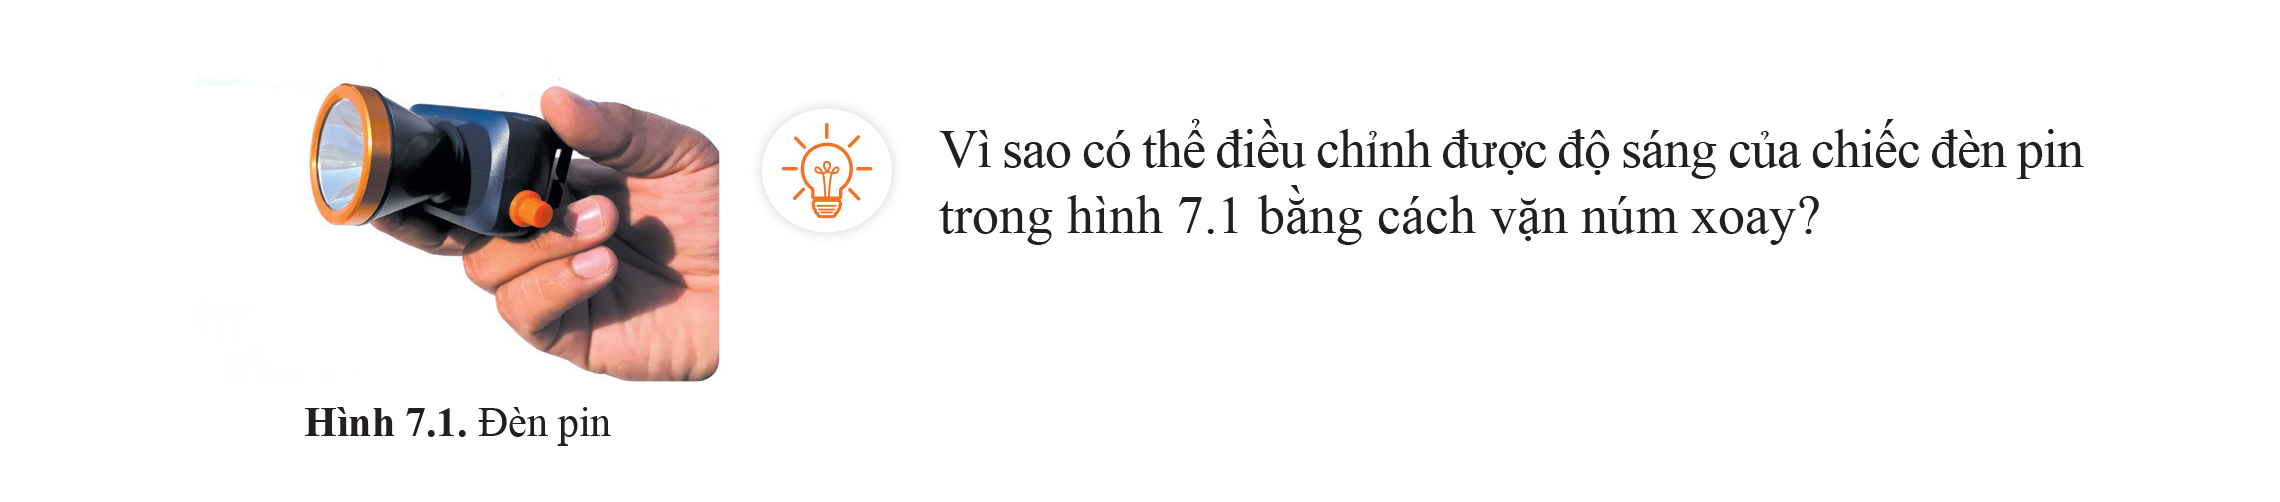 Vì sao có thể điều chỉnh được độ sáng của chiếc đèn pin
trong hình 7.1 bằng cách vặn núm xoay?
Hình 7.1. Đèn pin